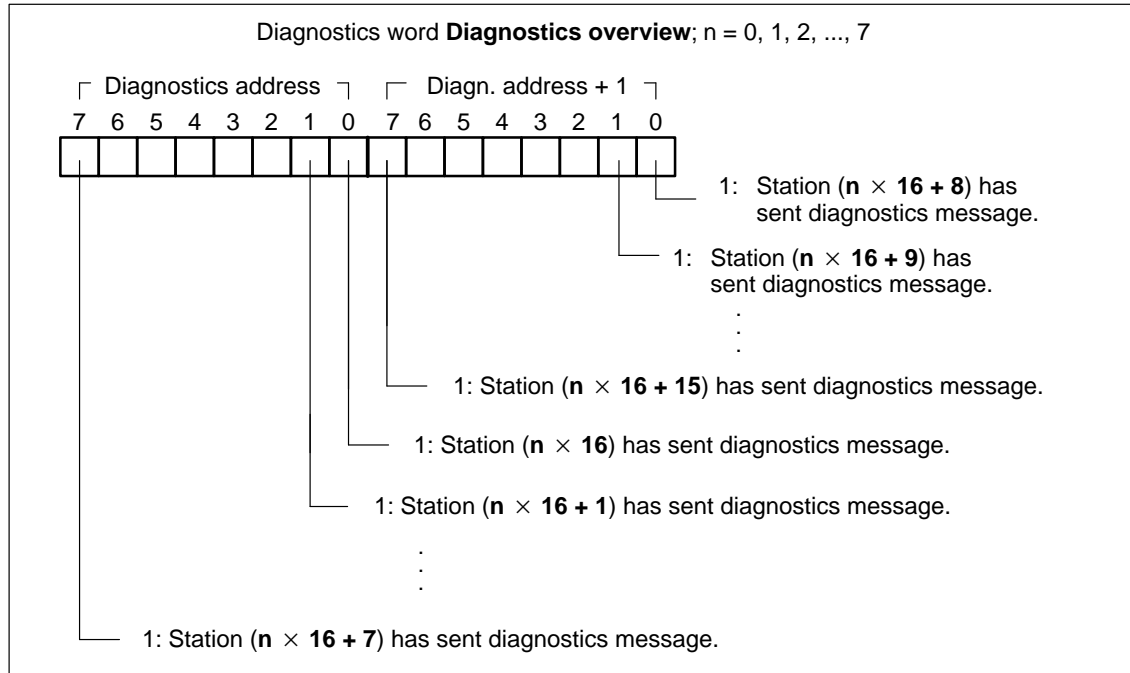 Diagnostics word Diagnostics overview; n = 0, 1, 2, ..., 7
Diagnostics address Diagn. address + 1
7 6 5 4 3 2 1 0 7 6 5 4 3 2 1 0
1: Station (n × 16 + 8) has
sent diagnostics message.
1: Station (n × 16 + 9) has
sent diagnostics message.
.
.
.
1: Station (n × 16 + 15) has sent diagnostics message.
1: Station (n × 16) has sent diagnostics message.
1: Station (n × 16 + 1) has sent diagnostics message.
.
.
.
1: Station (n × 16 + 7) has sent diagnostics message.